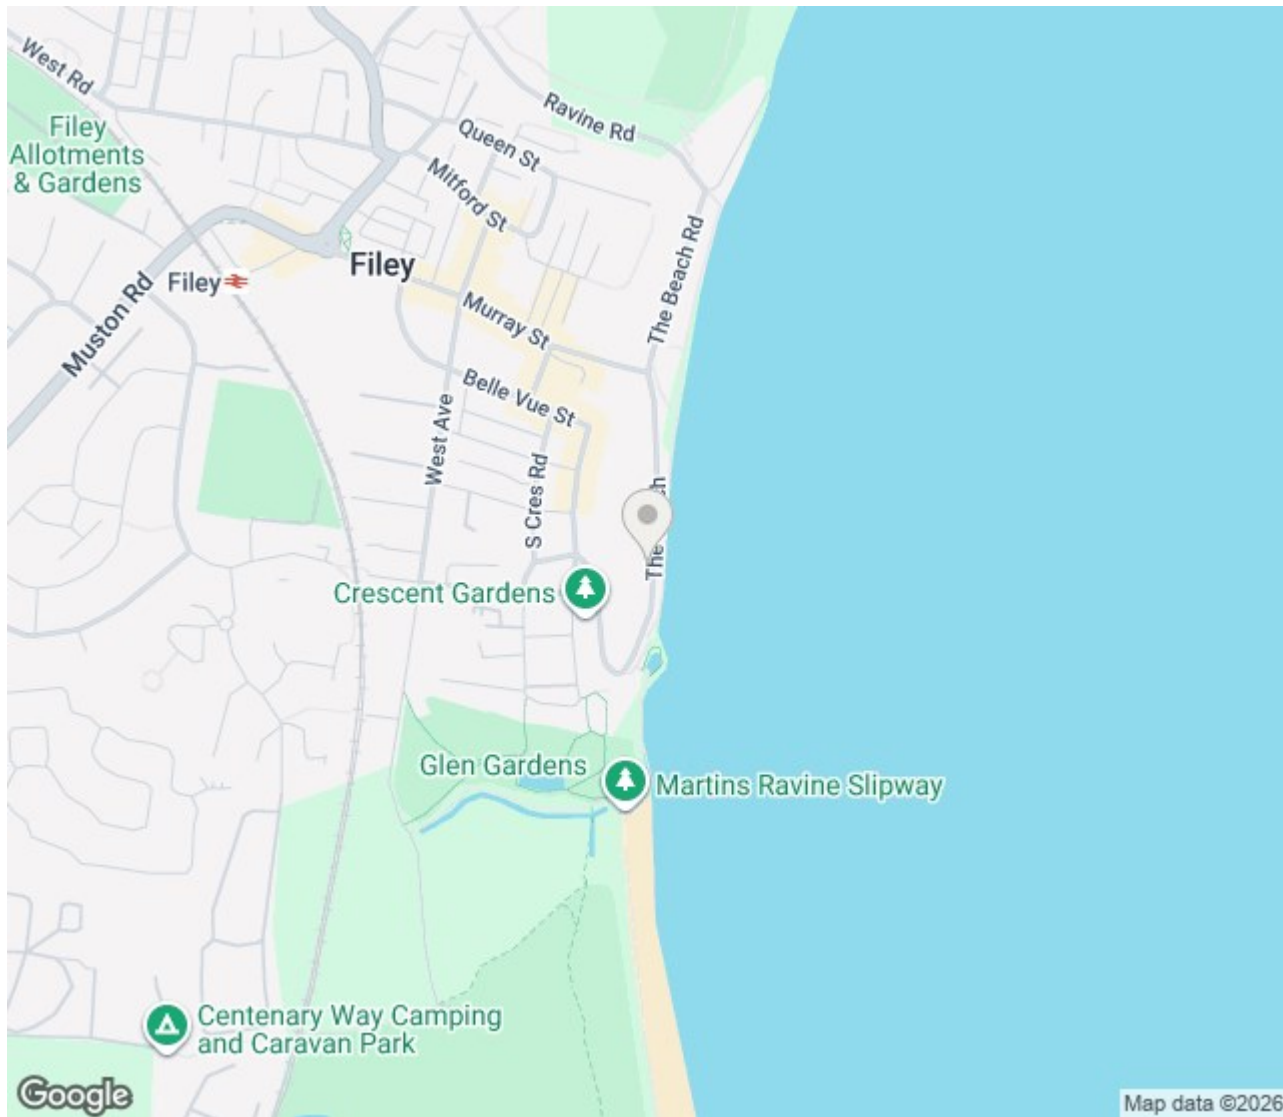 West Rd
Filey
Allotments
& Gardens
Ravine Rd
Queen St
Mitford St
Filey
Filey
Muston Rd
The Beach Rd
Murray St
Belle Vue St
West Ave
S Cres Rd
The
Crescent Gardens
Glen Gardens
Martins Ravine Slipway
Centenary Way Camping
and Caravan Park
Google
Map data ©2026